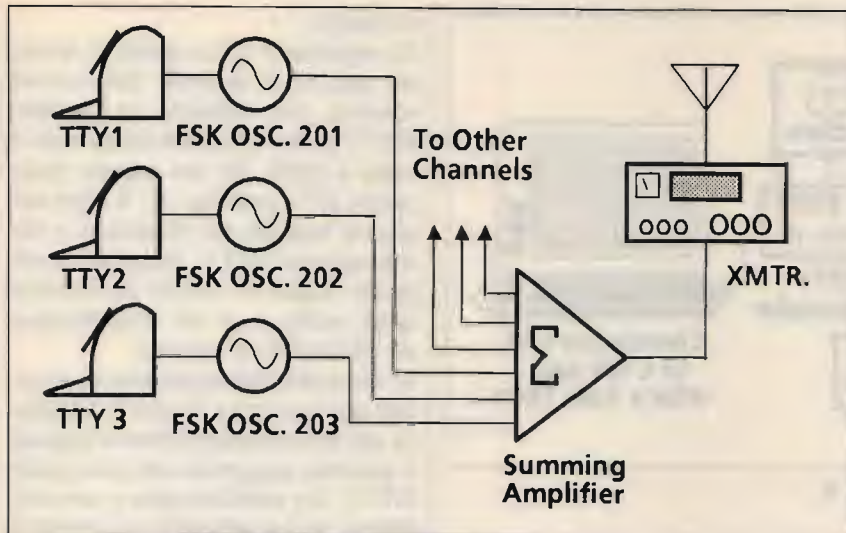 TTY1
FSK OSC. 201
To Other
Channels
TTY2
FSK OSC. 202
XMTR.
TTY 3
FSK OSC. 203
Σ
Summing
Amplifier